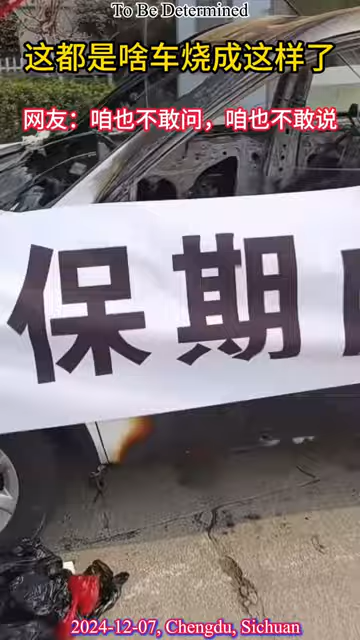 To Be Determined
这都是啥车烧成这样了
网友：咱也不敢问，咱也不敢说
保期
2024-12-07, Chengdu, Sichuan